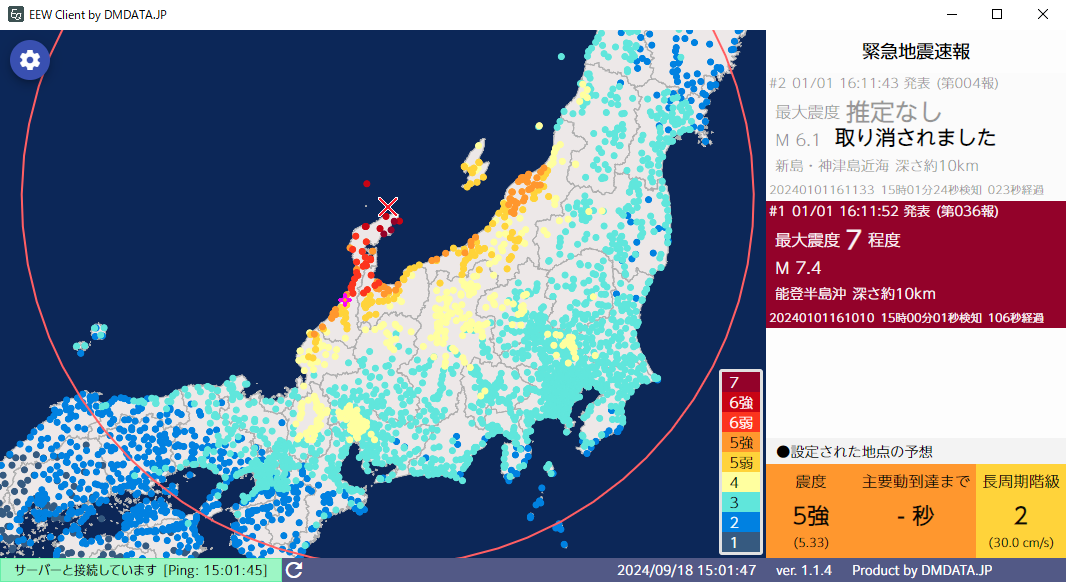 EEW Client by DMDATA.JP
緊急地震速報
#2 01/01 16:11:43 発表 (第004報)
最大震度 推定なし
M 6.1 取り消されました
新島・神津島近海 深さ約10km
20240101161133 15時01分24秒検知 023秒経過
#1 01/01 16:11:52 発表 (第036報)
最大震度 7 程度
M 7.4
能登半島沖 深さ約10km
20240101161010 15時00分01秒検知 106秒経過
7
6強
6弱
5強
5弱
4
3
2
1
●設定された地点の予想
震度 主要動到達まで 長周期階級
5強 - 秒 2
(5.33) (30.0 cm/s)
サーバーと接続しています [Ping: 15:01:45] 2024/09/18 15:01:47 ver. 1.1.4 Product by DMDATA.JP